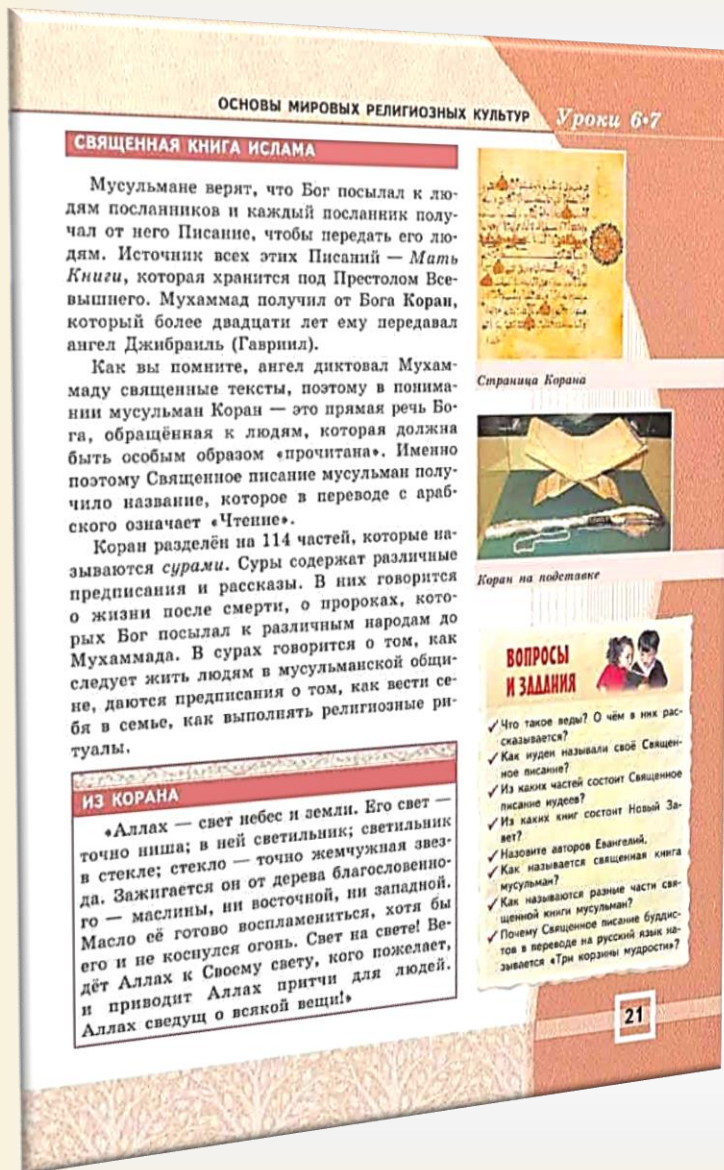 ОСНОВЫ МИРОВЫХ РЕЛИГИОЗНЫХ КУЛЬТУР
Уроки 6•7
СВЯЩЕННАЯ КНИГА ИСЛАМА
Мусульмане верят, что Бог посылал к лю-
дям посланников и каждый посланник полу-
чал от него Писание, чтобы передать его лю-
дям. Источник всех этих Писаний — Мать
Книги, которая хранится под Престолом Все-
вышнего. Мухаммад получил от Бога Коран,
который более двадцати лет ему передавал
ангел Джибраиль (Гавриил).
Как вы помните, ангел диктовал Мухам-
маду священные тексты, поэтому в понима-
нии мусульман Коран — это прямая речь Бо-
га, обращённая к людям, которая должна
быть особым образом «прочитана». Именно
поэтому Священное писание мусульман полу-
чило название, которое в переводе с араб-
ского означает «Чтение».
Коран разделён на 114 частей, которые на-
зываются сурами. Суры содержат различные
предписания и рассказы. В них говорится
о жизни после смерти, о пророках, кото-
рых Бог посылал к различным народам до
Мухаммада. В сурах говорится о том, как
следует жить людям в мусульманской общи-
не, даются предписания о том, как вести се-
бя в семье, как выполнять религиозные ри-
туалы.
ИЗ КОРАНА
«Аллах — свет небес и земли. Его свет —
точно ниша; в ней светильник; светильник
в стекле; стекло — точно жемчужная звез-
да. Зажигается он от дерева благословенно-
го — маслины, ни восточной, ни западной.
Масло её готово воспламениться, хотя бы
его и не коснулся огонь. Свет на свете! Ве-
дёт Аллах к Своему свету, кого пожелает,
и приводит Аллах притчи для людей.
Аллах сведущ о всякой вещи!»
Страница Корана
Коран на подставке
ВОПРОСЫ
И ЗАДАНИЯ
✓ Что такое веды? О чём в них рас-
сказывается?
✓ Как иудеи называли своё Священ-
ное писание?
✓ Из каких частей состоит Священное
писание иудеев?
✓ Из каких книг состоит Новый За-
вет?
✓ Назовите авторов Евангелий.
✓ Как называется священная книга
мусульман?
✓ Как называются разные части свя-
щенной книги мусульман?
✓ Почему Священное писание буддис-
тов в переводе на русский язык на-
зывается «Три корзины мудрости»?
21